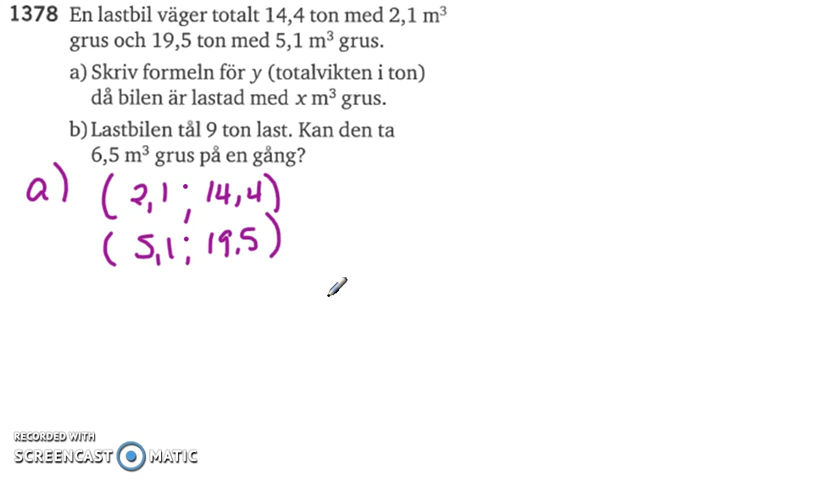 1378 En lastbil väger totalt 14,4 ton med 2,1 m³
grus och 19,5 ton med 5,1 m³ grus.
a) Skriv formeln för y (totalvikten i ton)
då bilen är lastad med x m³ grus.
b) Lastbilen tål 9 ton last. Kan den ta
6,5 m³ grus på en gång?
a) (2,1; 14,4)
(5,1; 19.5)
RECORDED WITH
SCREENCAST MATIC